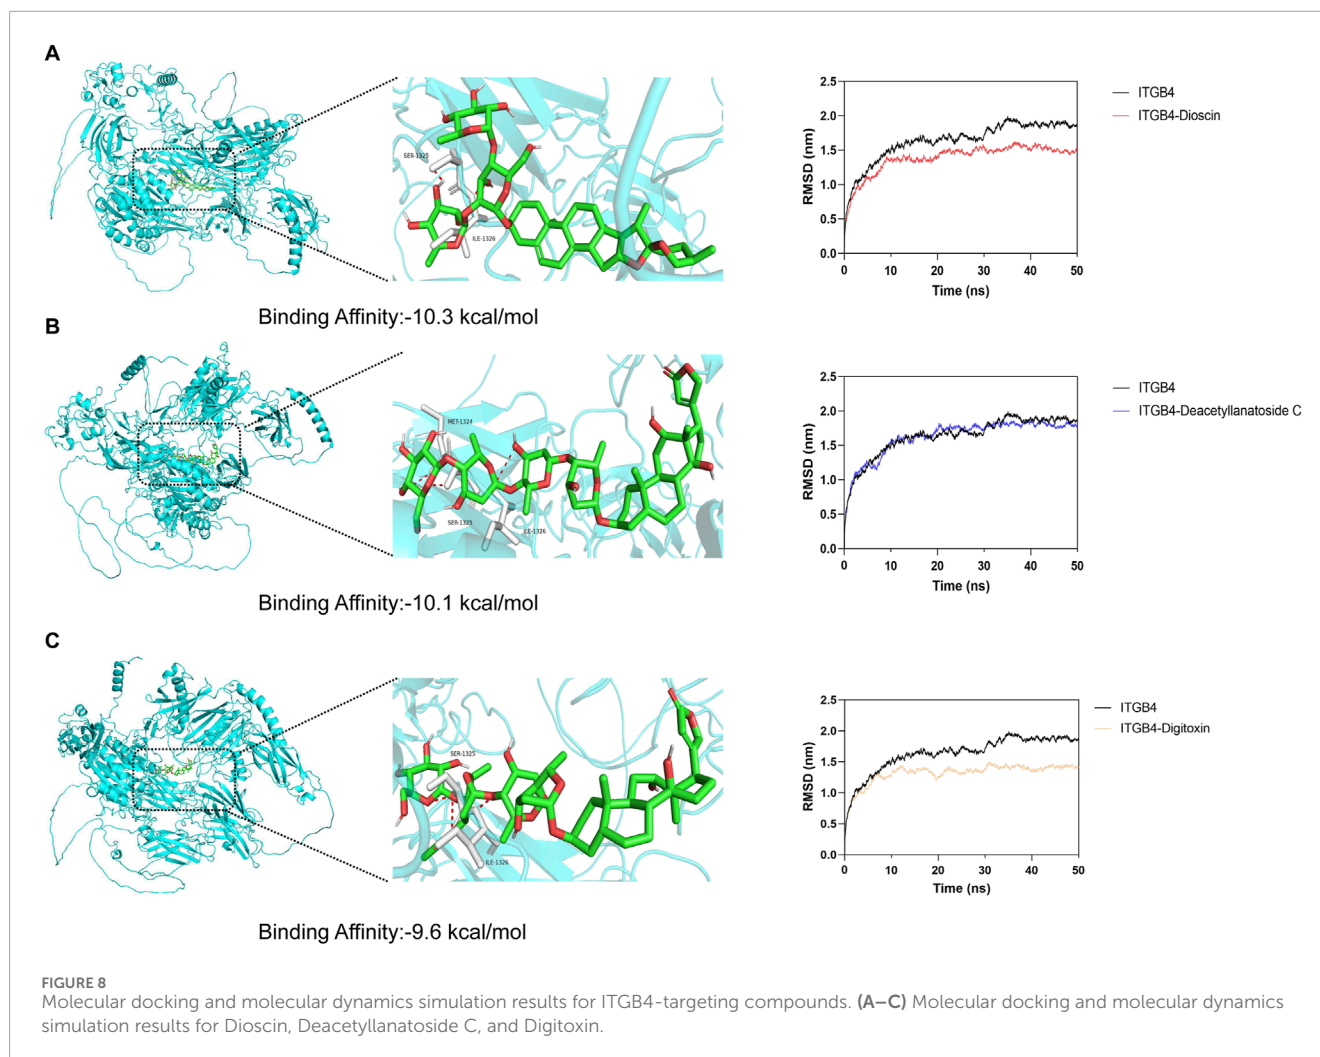 A
SER-1325
ILE-1326
Binding Affinity:-10.3 kcal/mol
2.5
2.0
1.5
1.0
0.5
0.0
RMSD (nm)
0 10 20 30 40 50
Time (ns)
ITGB4
ITGB4-Dioscin
B
MET-1324
SER-1325
ILE-1326
Binding Affinity:-10.1 kcal/mol
2.5
2.0
1.5
1.0
0.5
0.0
RMSD (nm)
0 10 20 30 40 50
Time (ns)
ITGB4
ITGB4-Deacetyllanatoside C
C
SER-1325
ILE-1326
Binding Affinity:-9.6 kcal/mol
2.5
2.0
1.5
1.0
0.5
0.0
RMSD (nm)
0 10 20 30 40 50
Time (ns)
ITGB4
ITGB4-Digitoxin
FIGURE 8
Molecular docking and molecular dynamics simulation results for ITGB4-targeting compounds. (A–C) Molecular docking and molecular dynamics
simulation results for Dioscin, Deacetyllanatoside C, and Digitoxin.